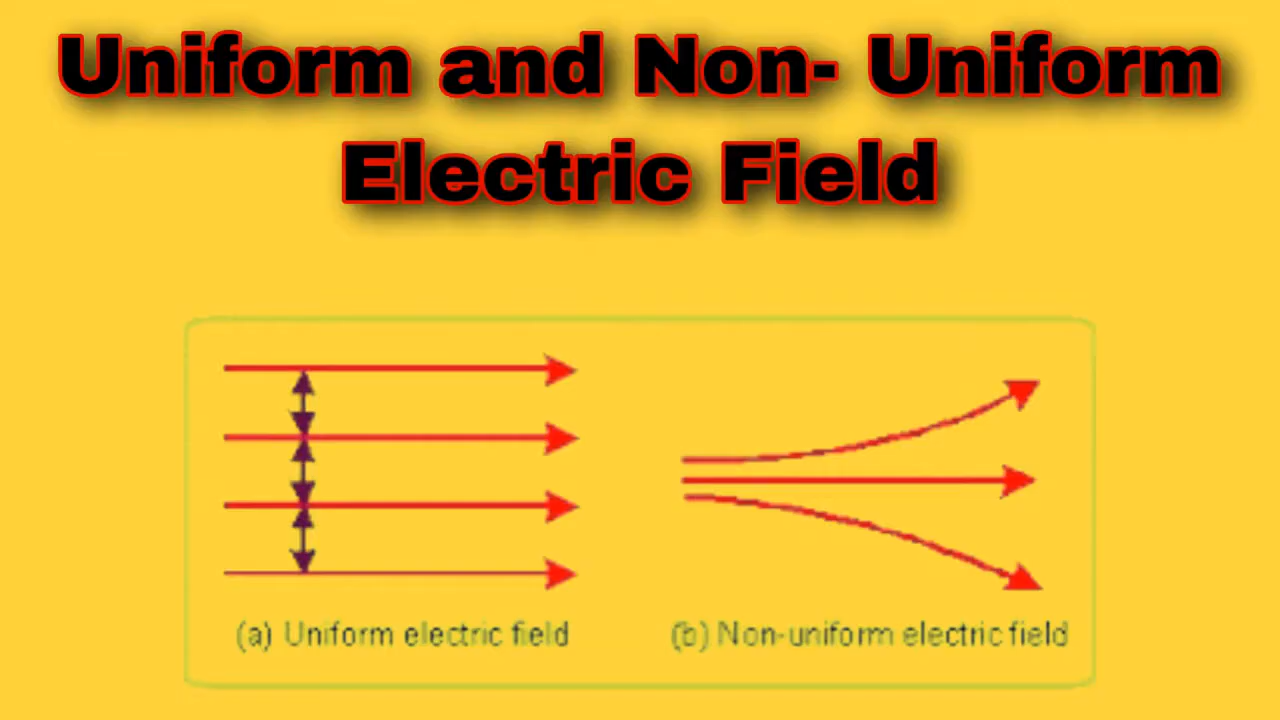 Uniform and Non- Uniform
Electric Field
(a) Uniform electric field
(b) Non-uniform electric field